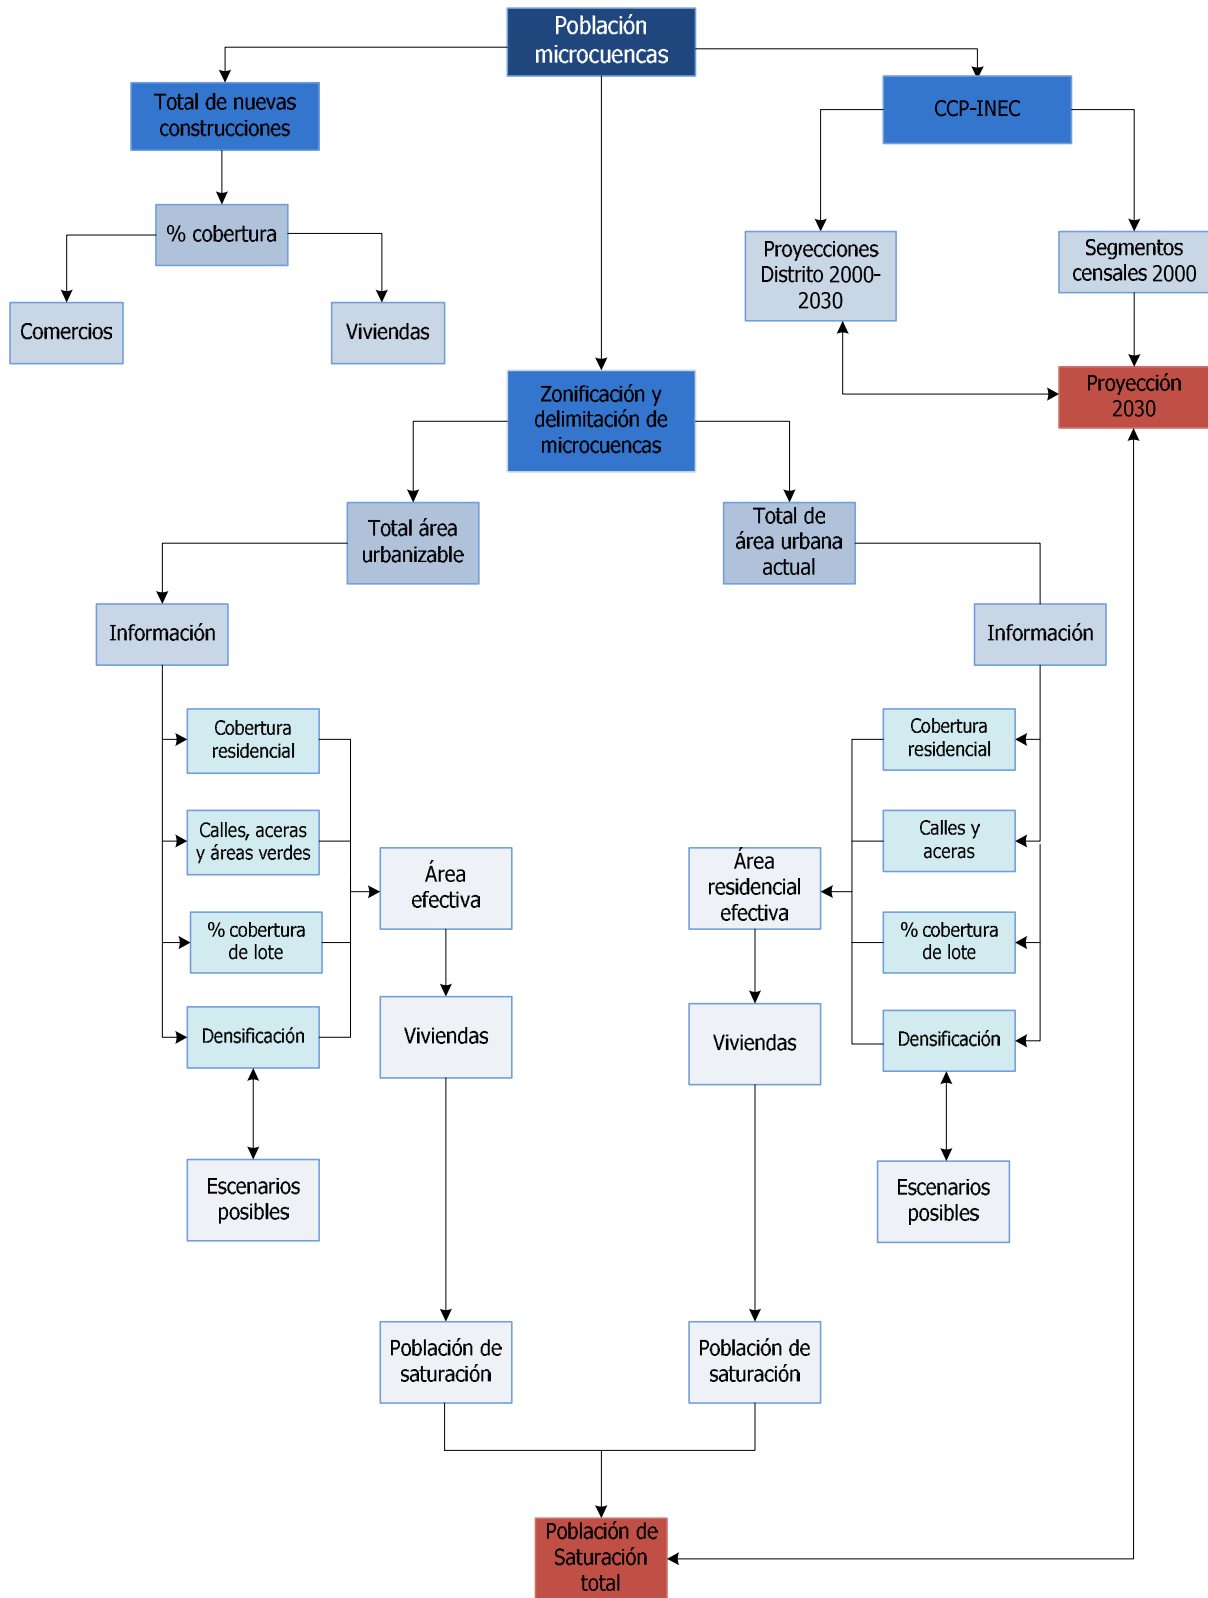 Población
microcuencas
Total de nuevas
construcciones
CCP-INEC
% cobertura
Proyecciones
Distrito 2000-
2030
Segmentos
censales 2000
Comercios
Viviendas
Zonificación y
delimitación de
microcuencas
Proyección
2030
Total área
urbanizable
Total de
área urbana
actual
Información
Información
Cobertura
residencial
Cobertura
residencial
Calles, aceras
y áreas verdes
Calles y
aceras
Área
efectiva
Área
residencial
efectiva
% cobertura
de lote
% cobertura
de lote
Densificación
Viviendas
Viviendas
Densificación
Escenarios
posibles
Escenarios
posibles
Población de
saturación
Población de
saturación
Población de
Saturación
total